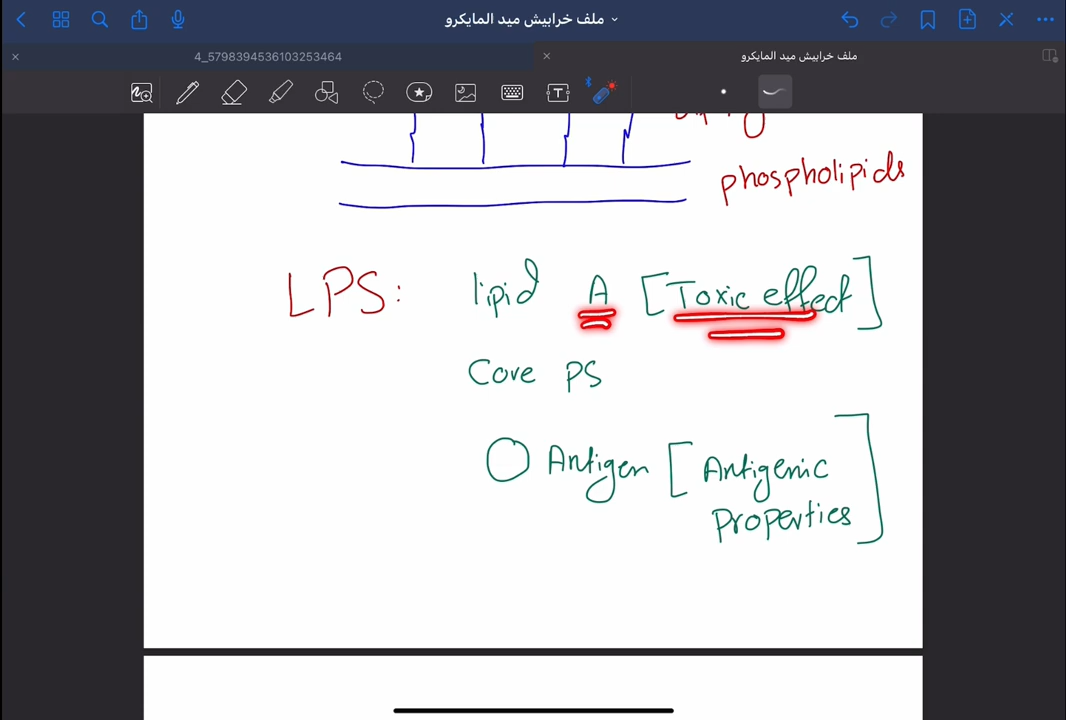 ملف خرابيش ميد المايكرو
4_5798394536103253464
ملف خرابيش ميد المايكرو
phospholipids
LPS: lipid A [Toxic effect]
Core PS
O Antigen [Antigenic
Properties]